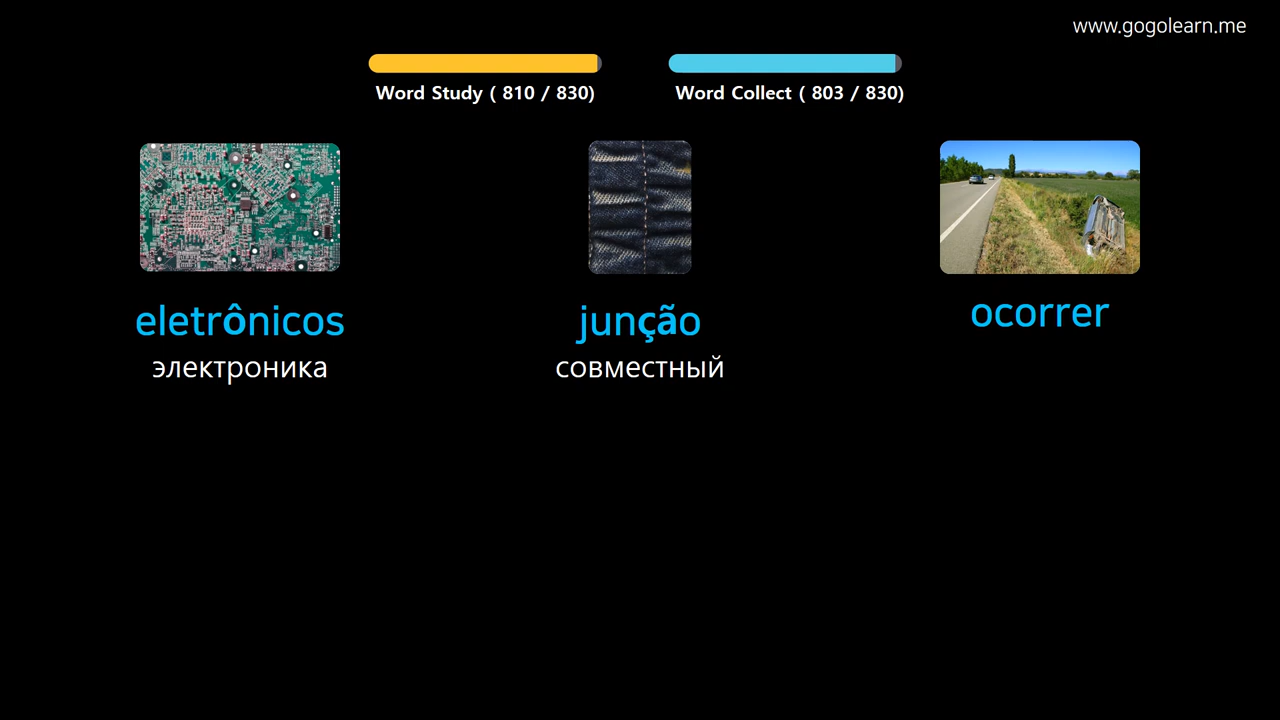 www.gogolearn.me
Word Study ( 810 / 830)
Word Collect ( 803 / 830)
eletrônicos
электроника
junção
совместный
ocorrer